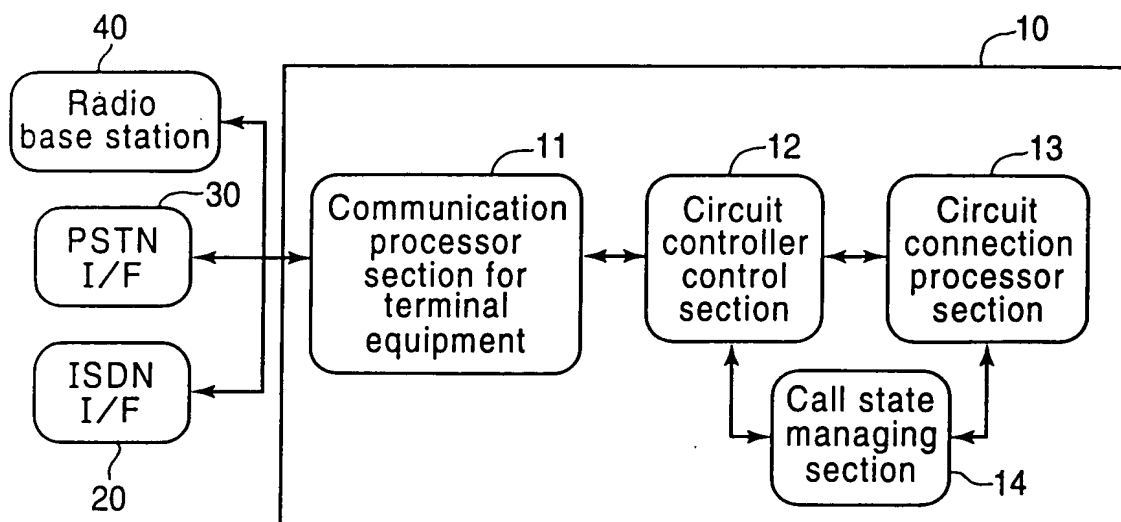 40
10
Radio
base station
11
12
13
30
PSTN
I/F
Communication
processor
section for
terminal
equipment
Circuit
controller
control
section
Circuit
connection
processor
section
ISDN
I/F
20
Call state
managing
section
14